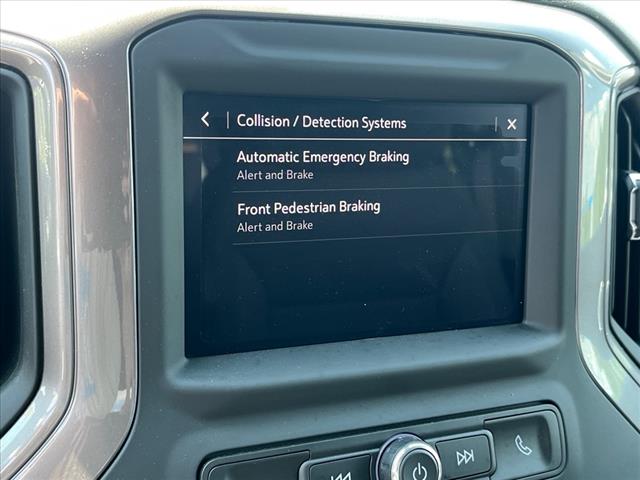 Collision / Detection Systems
Automatic Emergency Braking
Alert and Brake
Front Pedestrian Braking
Alert and Brake